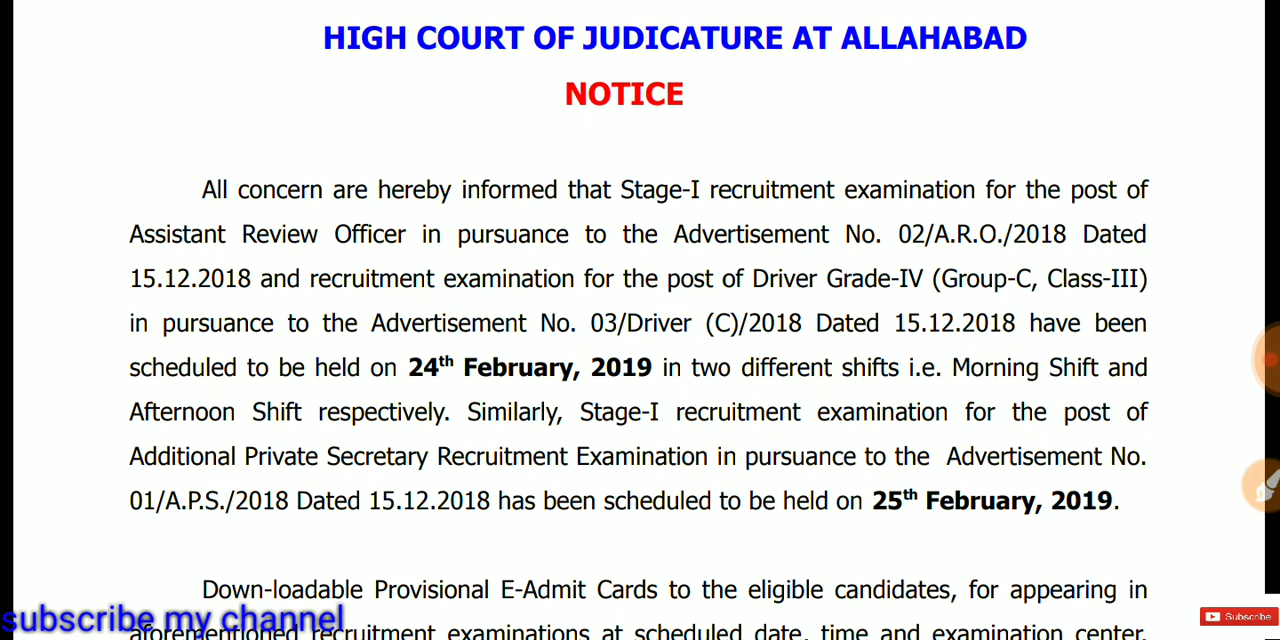 HIGH COURT OF JUDICATURE AT ALLAHABAD
NOTICE
All concern are hereby informed that Stage-I recruitment examination for the post of
Assistant Review Officer in pursuance to the Advertisement No. 02/A.R.O./2018 Dated
15.12.2018 and recruitment examination for the post of Driver Grade-IV (Group-C, Class-III)
in pursuance to the Advertisement No. 03/Driver (C)/2018 Dated 15.12.2018 have been
scheduled to be held on 24th February, 2019 in two different shifts i.e. Morning Shift and
Afternoon Shift respectively. Similarly, Stage-I recruitment examination for the post of
Additional Private Secretary Recruitment Examination in pursuance to the Advertisement No.
01/A.P.S./2018 Dated 15.12.2018 has been scheduled to be held on 25th February, 2019.
Down-loadable Provisional E-Admit Cards to the eligible candidates, for appearing in
subscribe my channel
Subscribe
aforementioned recruitment examinations at scheduled date, time and examination center,